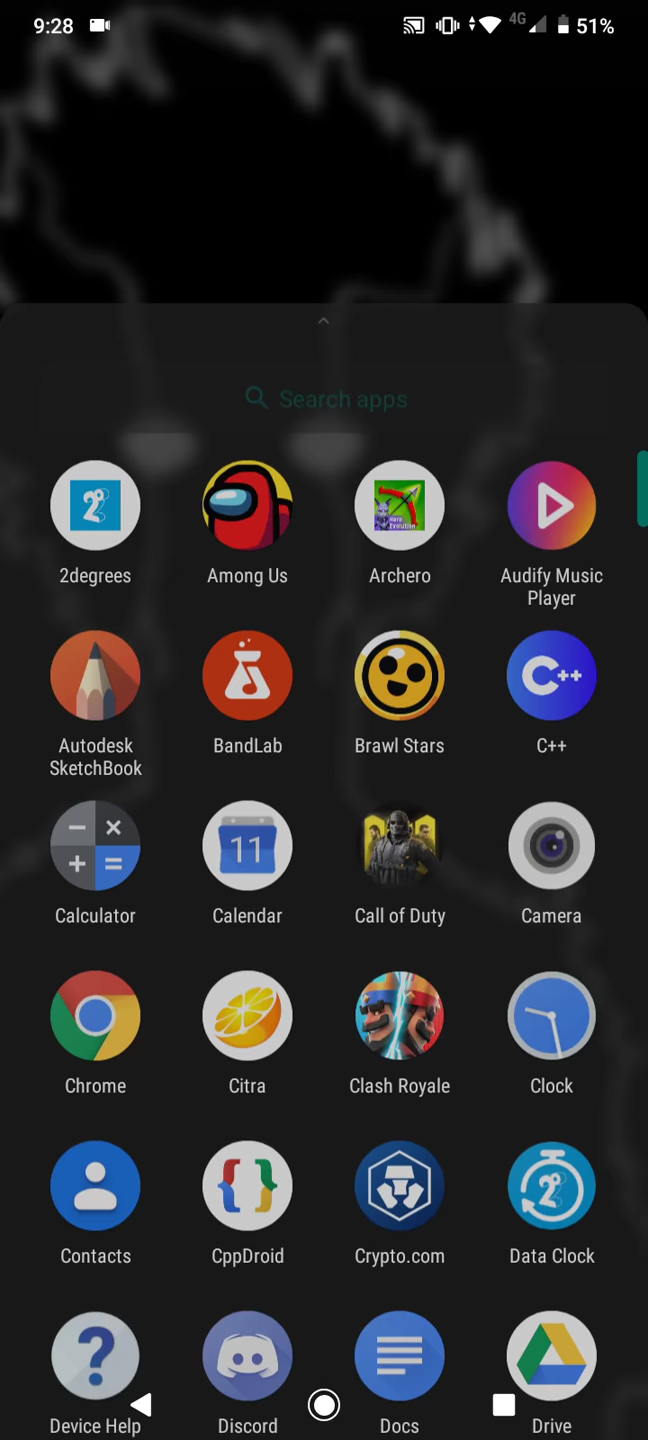 9:28
4G
51%
Search apps
2degrees
Among Us
Archero
Audify Music
Player
Autodesk
SketchBook
BandLab
Brawl Stars
C++
C++
Calculator
11
Calendar
Call of Duty
Camera
Chrome
Citra
Clash Royale
Clock
Contacts
CppDroid
Crypto.com
Data Clock
Device Help
Discord
Docs
Drive